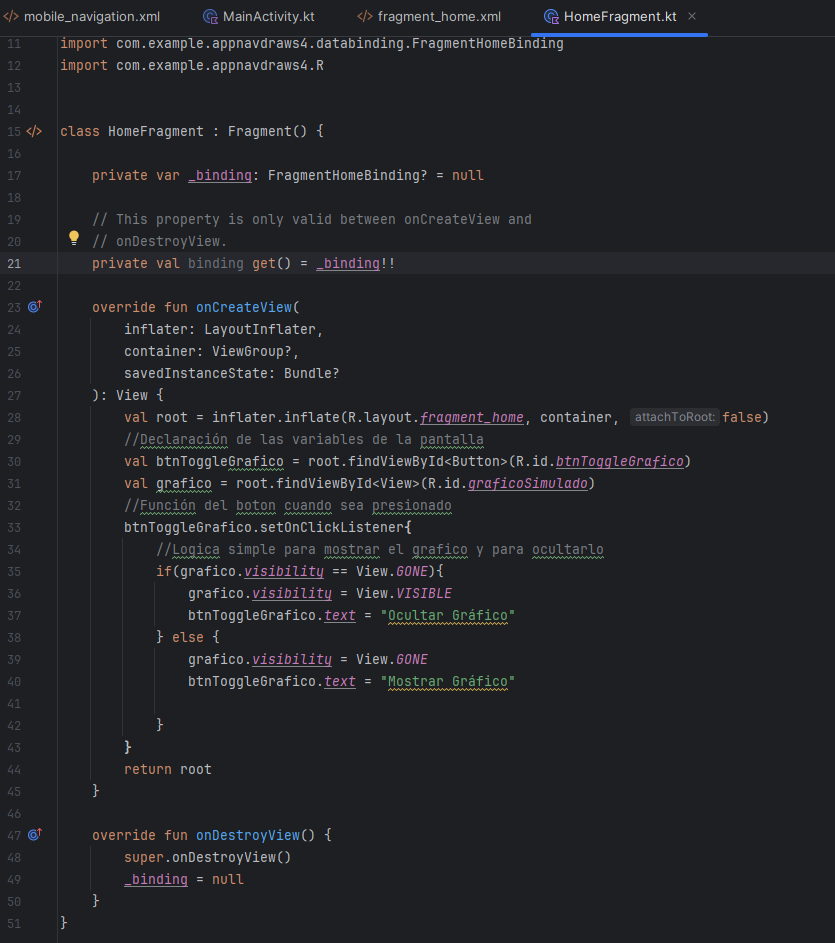 mobile_navigation.xml MainActivity.kt fragment_home.xml HomeFragment.kt
11 import com.example.appnavdraws4.databinding.FragmentHomeBinding
12 import com.example.appnavdraws4.R
13
14
15 class HomeFragment : Fragment() {
16
17     private var _binding: FragmentHomeBinding? = null
18
19     // This property is only valid between onCreateView and
20     // onDestroyView.
21     private val binding get() = _binding!!
22
23     override fun onCreateView(
24         inflater: LayoutInflater,
25         container: ViewGroup?,
26         savedInstanceState: Bundle?
27     ): View {
28         val root = inflater.inflate(R.layout.fragment_home, container, attachToRoot: false)
29         //Declaración de las variables de la pantalla
30         val btnToggleGrafico = root.findViewById<Button>(R.id.btnToggleGrafico)
31         val grafico = root.findViewById<View>(R.id.graficoSimulado)
32         //Función del boton cuando sea presionado
33         btnToggleGrafico.setOnClickListener{
34             //Logica simple para mostrar el grafico y para ocultarlo
35             if(grafico.visibility == View.GONE){
36                 grafico.visibility = View.VISIBLE
37                 btnToggleGrafico.text = "Ocultar Gráfico"
38             } else {
39                 grafico.visibility = View.GONE
40                 btnToggleGrafico.text = "Mostrar Gráfico"
41
42             }
43         }
44         return root
45     }
46
47     override fun onDestroyView() {
48         super.onDestroyView()
49         _binding = null
50     }
51 }